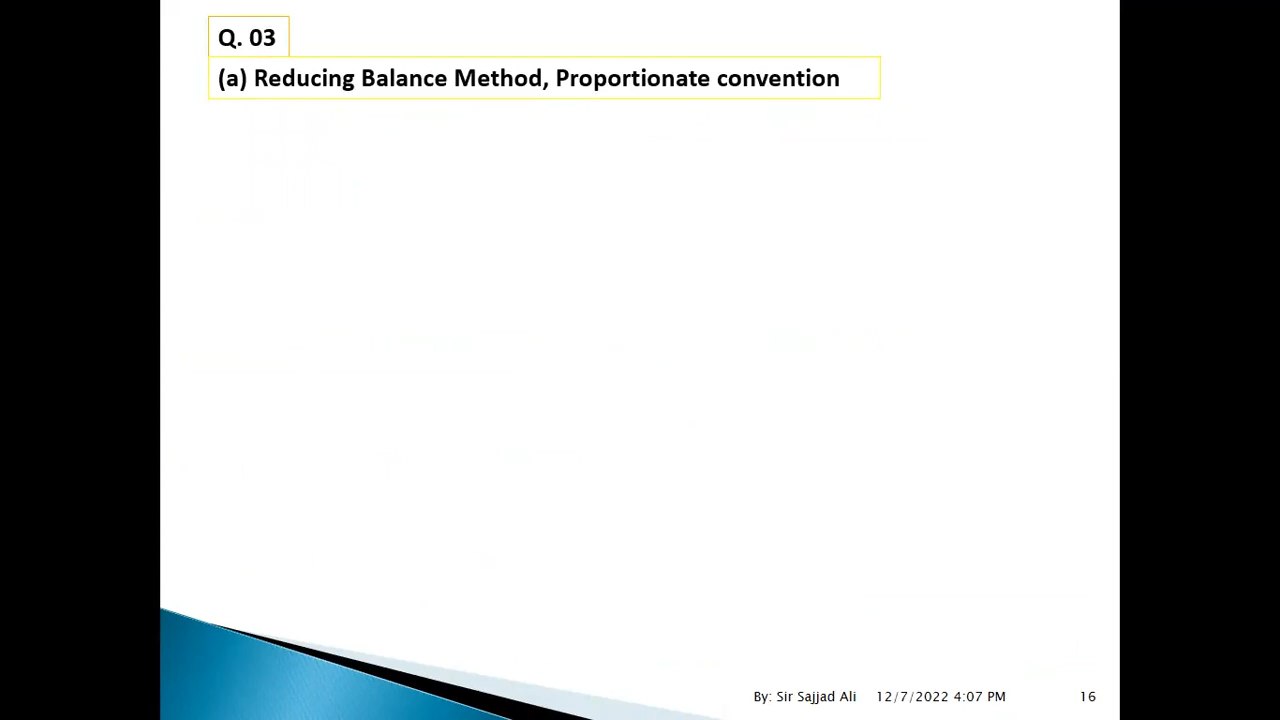 Q. 03
(a) Reducing Balance Method, Proportionate convention
By: Sir Sajjad Ali 12/7/2022 4:07 PM 16